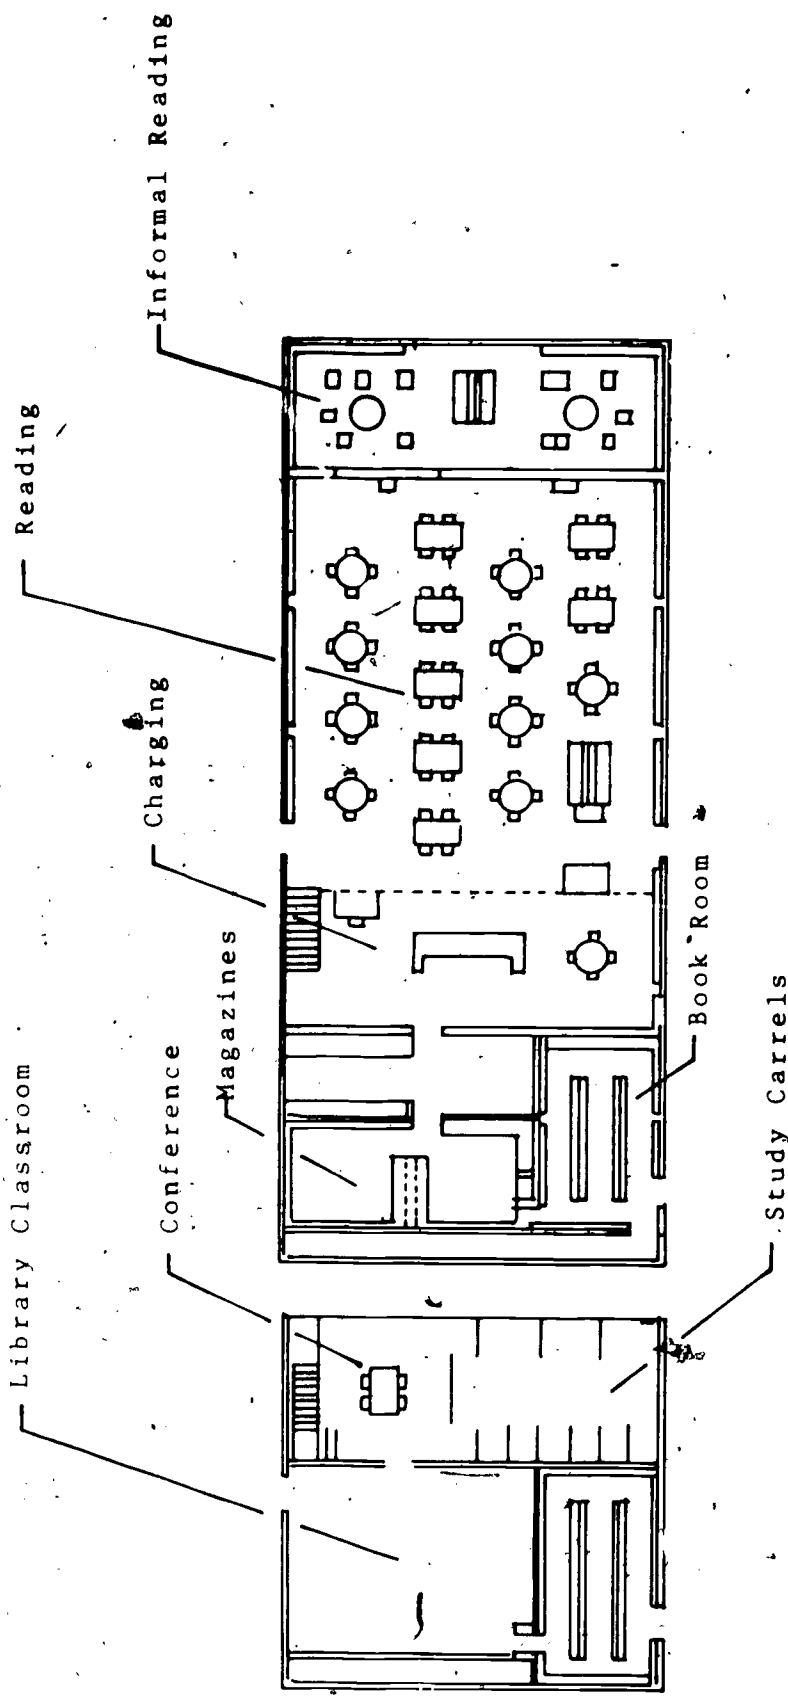 Library Classroom
Conference
Magazines
Charging
Reading
Informal Reading
Book Room
Study Carrels